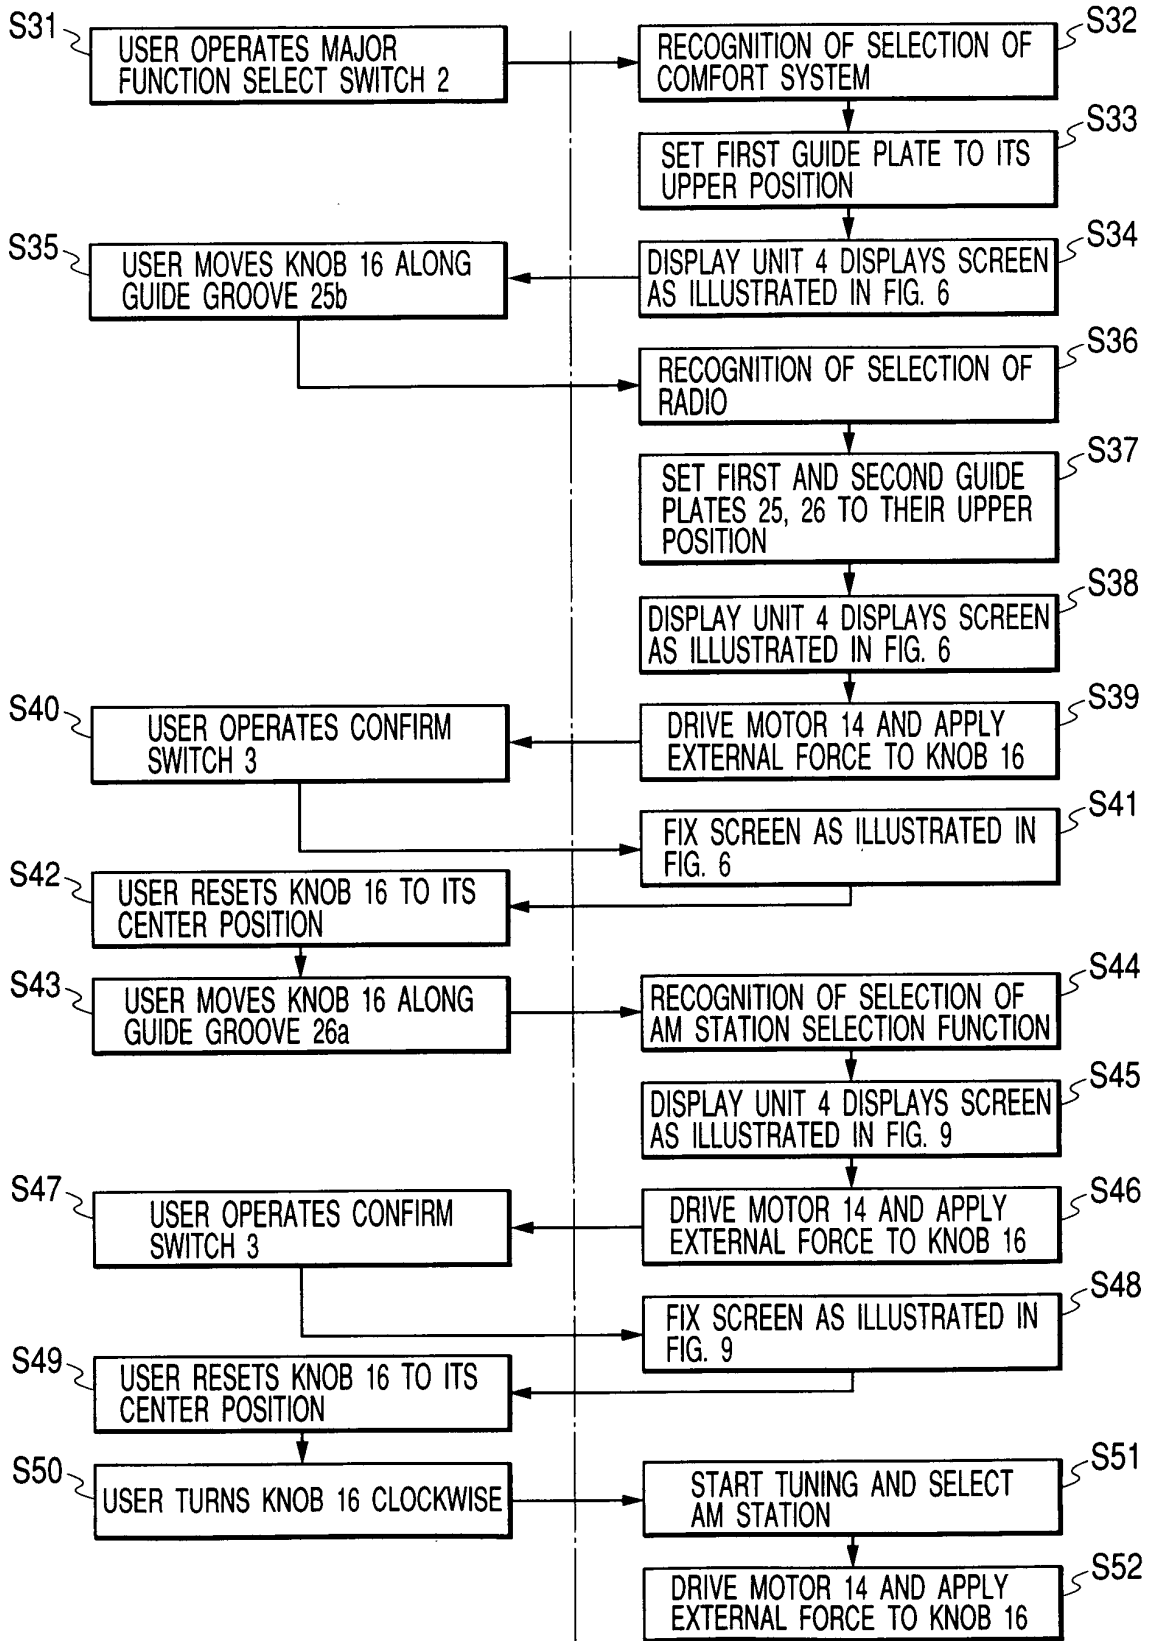 S31
USER OPERATES MAJOR
FUNCTION SELECT SWITCH 2
S32
RECOGNITION OF SELECTION OF
COMFORT SYSTEM
S33
SET FIRST GUIDE PLATE TO ITS
UPPER POSITION
S34
DISPLAY UNIT 4 DISPLAYS SCREEN
AS ILLUSTRATED IN FIG. 6
S35
USER MOVES KNOB 16 ALONG
GUIDE GROOVE 25b
S36
RECOGNITION OF SELECTION OF
RADIO
S37
SET FIRST AND SECOND GUIDE
PLATES 25, 26 TO THEIR UPPER
POSITION
S38
DISPLAY UNIT 4 DISPLAYS SCREEN
AS ILLUSTRATED IN FIG. 6
S39
DRIVE MOTOR 14 AND APPLY
EXTERNAL FORCE TO KNOB 16
S40
USER OPERATES CONFIRM
SWITCH 3
S41
FIX SCREEN AS ILLUSTRATED IN
FIG. 6
S42
USER RESETS KNOB 16 TO ITS
CENTER POSITION
S43
USER MOVES KNOB 16 ALONG
GUIDE GROOVE 26a
S44
RECOGNITION OF SELECTION OF
AM STATION SELECTION FUNCTION
S45
DISPLAY UNIT 4 DISPLAYS SCREEN
AS ILLUSTRATED IN FIG. 9
S46
DRIVE MOTOR 14 AND APPLY
EXTERNAL FORCE TO KNOB 16
S47
USER OPERATES CONFIRM
SWITCH 3
S48
FIX SCREEN AS ILLUSTRATED IN
FIG. 9
S49
USER RESETS KNOB 16 TO ITS
CENTER POSITION
S50
USER TURNS KNOB 16 CLOCKWISE
S51
START TUNING AND SELECT
AM STATION
S52
DRIVE MOTOR 14 AND APPLY
EXTERNAL FORCE TO KNOB 16